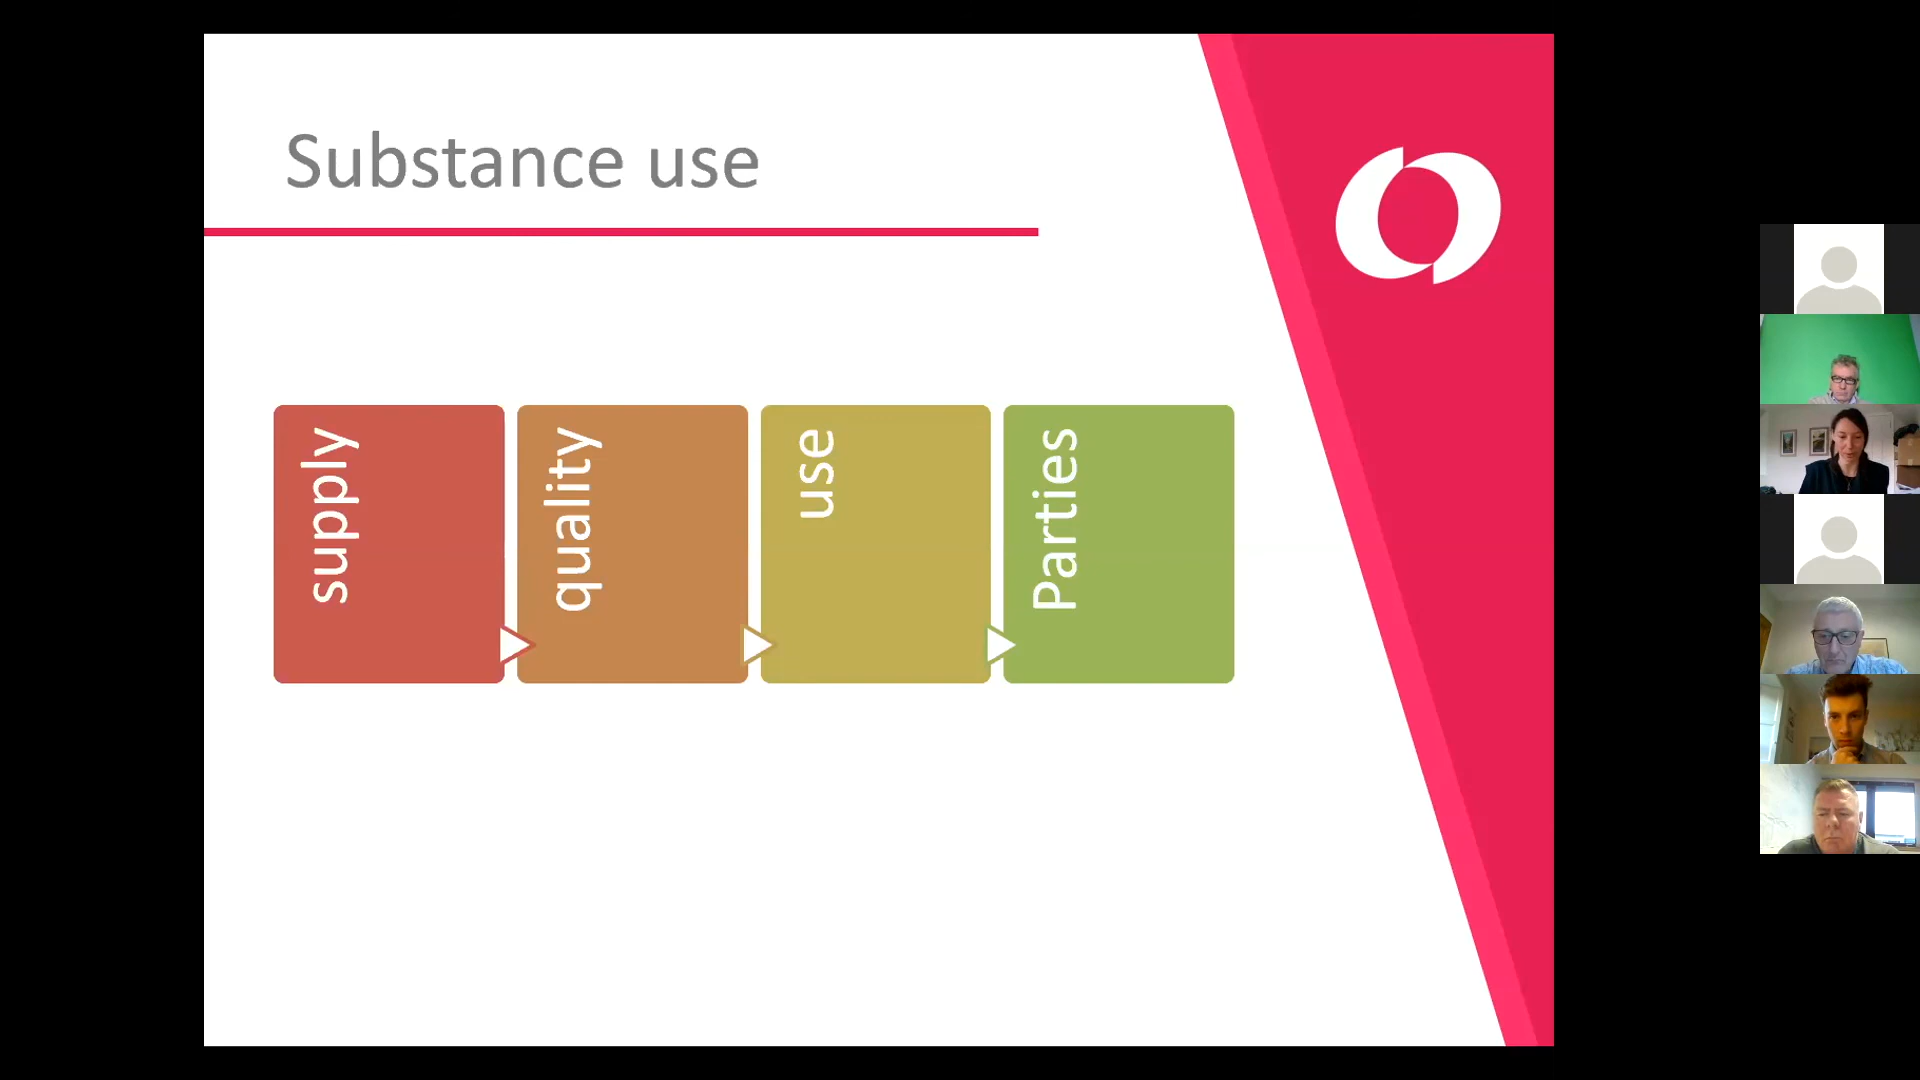 Substance use
supply
quality
use
Parties